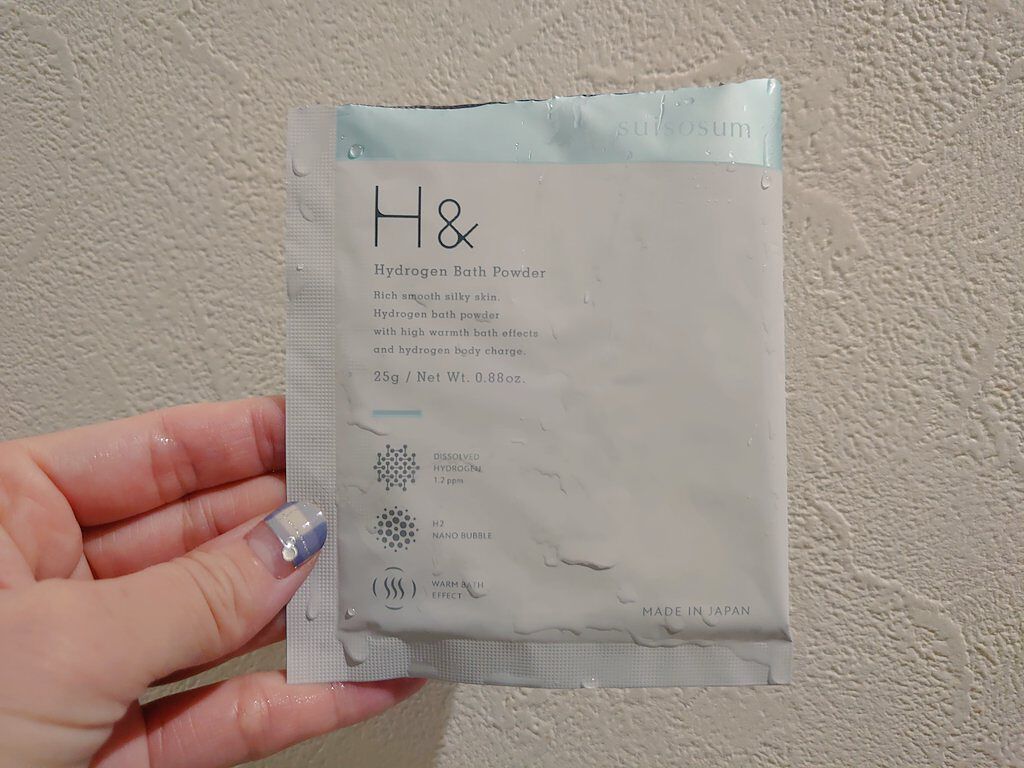 suisosum
H&
Hydrogen Bath Powder
Rich smooth silky skin.
Hydrogen bath powder
with high warmth bath effects
and hydrogen body charge.
25g / Net Wt. 0.88oz.
DISSOLVED
HYDROGEN
1.2 ppm
H2
NANO BUBBLE
WARM BATH
EFFECT
MADE IN JAPAN